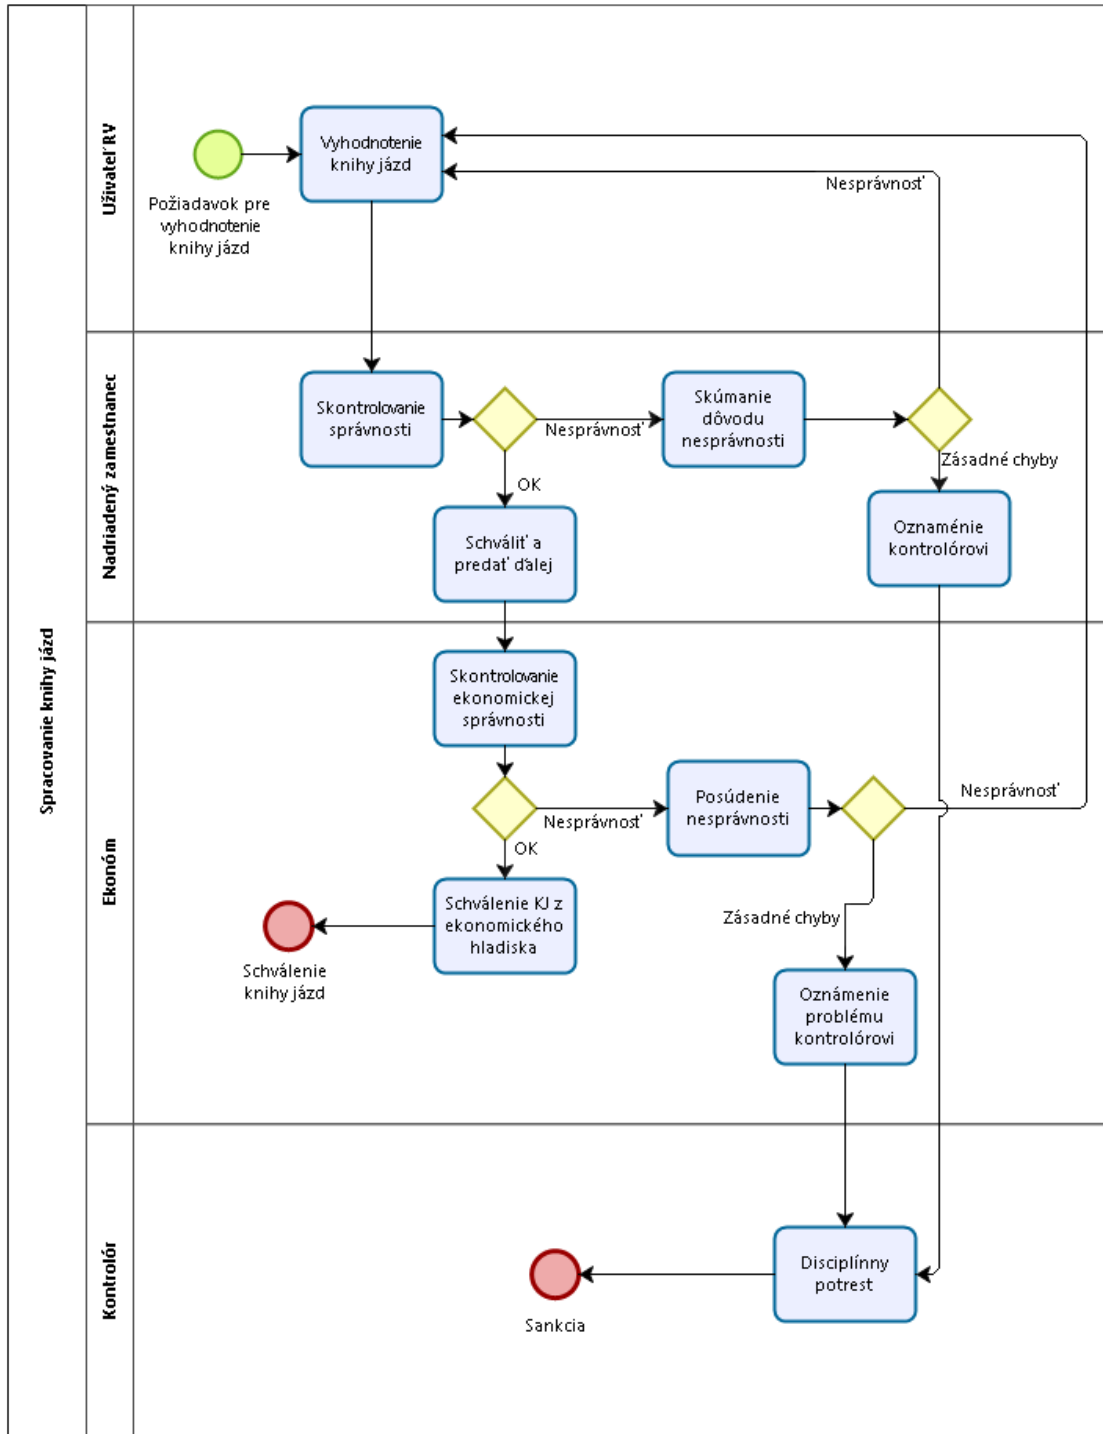 Spracovanie knihy jázd
Užívateľ RV
Požiadavok pre
vyhodnotenie
knihy jázd
Vyhodnotenie
knihy jázd
Nesprávnosť
Nadriadený zamestnanec
Skontrolovanie
správnosti
Nesprávnosť
OK
Skúmanie
dôvodu
nesprávnosti
Zásadné chyby
Schváliť a
predať ďalej
Oznaménie
kontrolórovi
Ekonóm
Skontrolovanie
ekonomickej
správnosti
Nesprávnosť
OK
Posúdenie
nesprávnosti
Nesprávnosť
Zásadné chyby
Schválenie KJ z
ekonomického
hladiska
Schválenie
knihy jázd
Oznámenie
problému
kontrolórovi
Kontrolór
Disciplínny
potrest
Sankcia